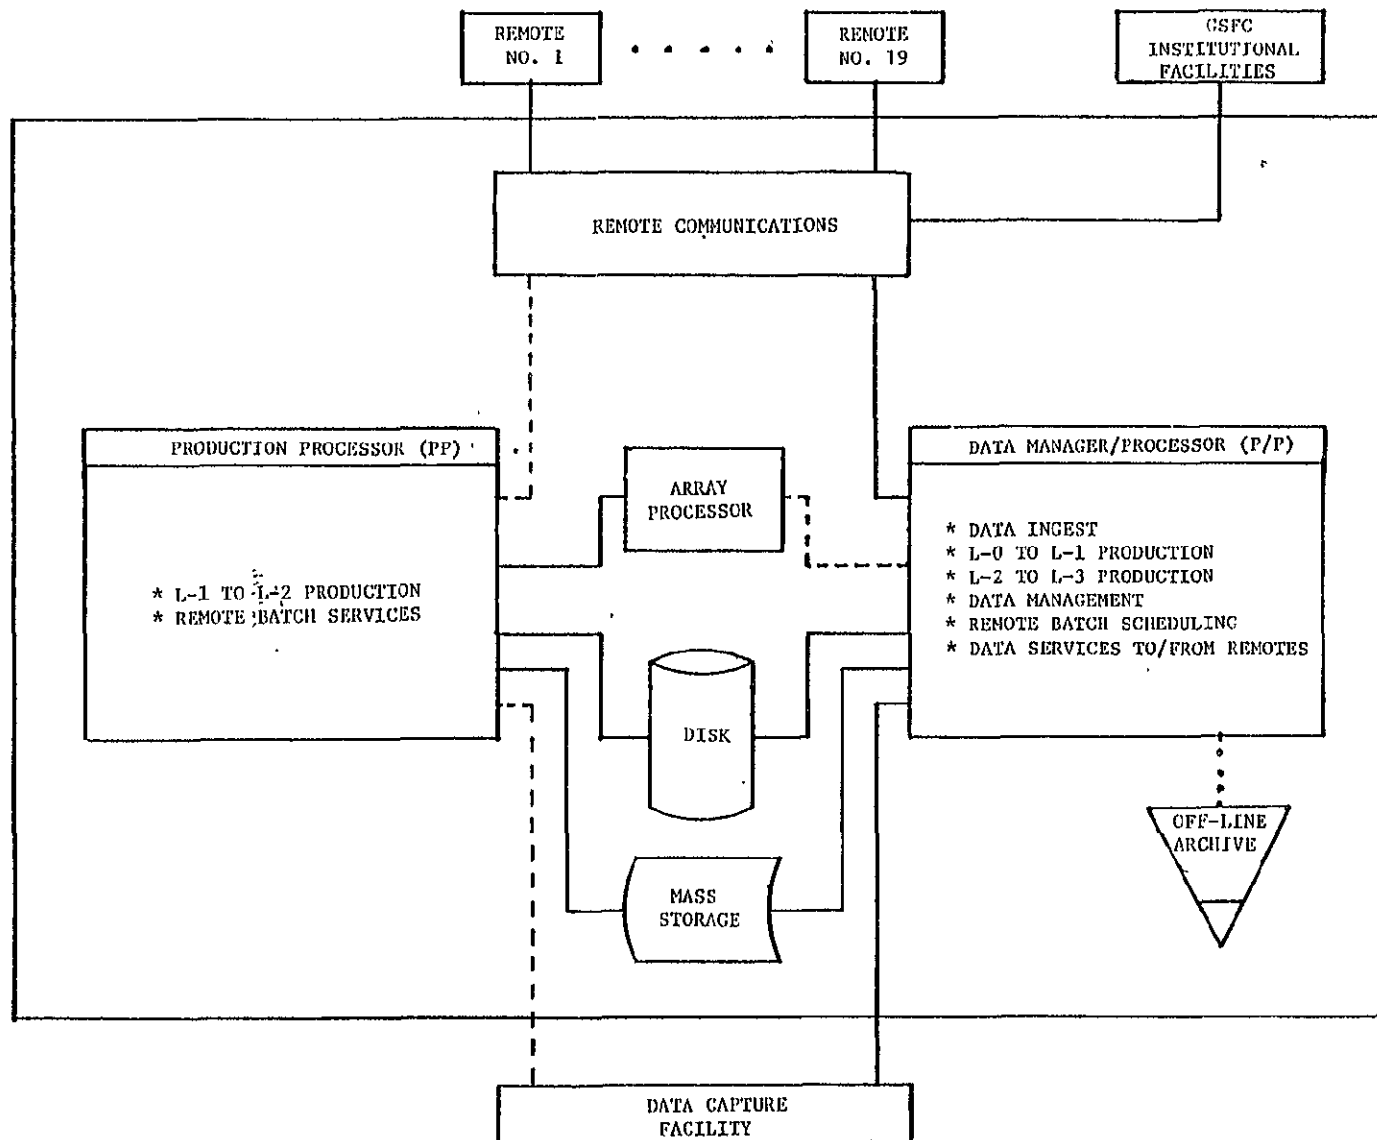 REMOTE
NO. 1
REMOTE
NO. 19
GSFC
INSTITUTIONAL
FACILITIES
REMOTE COMMUNICATIONS
PRODUCTION PROCESSOR (PP)
* L-1 TO L-2 PRODUCTION
* REMOTE BATCH SERVICES
ARRAY
PROCESSOR
DATA MANAGER/PROCESSOR (P/P)
* DATA INGEST
* L-0 TO L-1 PRODUCTION
* L-2 TO L-3 PRODUCTION
* DATA MANAGEMENT
* REMOTE BATCH SCHEDULING
* DATA SERVICES TO/FROM REMOTES
DISK
MASS
STORAGE
OFF-LINE
ARCHIVE
DATA CAPTURE
FACILITY